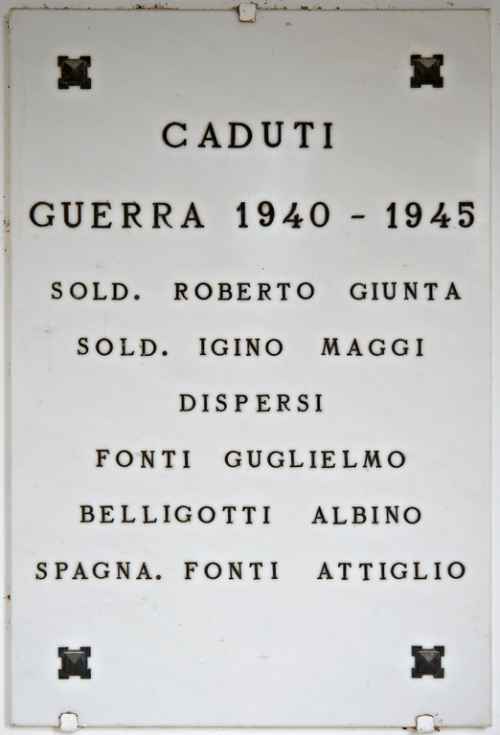 CADUTI
GUERRA 1940 - 1945
SOLD. ROBERTO GIUNTA
SOLD. IGINO MAGGI
DISPERSI
FONTI GUGLIELMO
BELLIGOTTI ALBINO
SPAGNA. FONTI ATTIGLIO